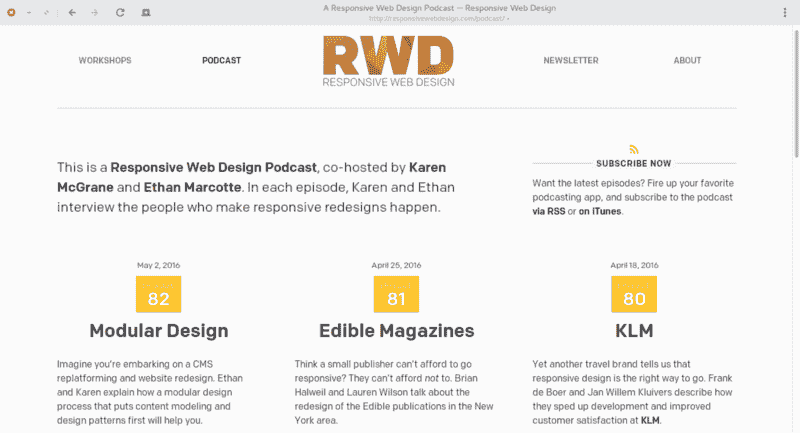 A Responsive Web Design Podcast — Responsive Web Design
http://responsivewebdesign.com/podcast/
WORKSHOPS
PODCAST
RWD
RESPONSIVE WEB DESIGN
NEWSLETTER
ABOUT
This is a Responsive Web Design Podcast, co-hosted by Karen
McGrane and Ethan Marcotte. In each episode, Karen and Ethan
interview the people who make responsive redesigns happen.
SUBSCRIBE NOW
Want the latest episodes? Fire up your favorite
podcasting app, and subscribe to the podcast
via RSS or on iTunes.
May 2, 2016
82
Modular Design
Imagine you’re embarking on a CMS
replatforming and website redesign. Ethan
and Karen explain how a modular design
process that puts content modeling and
design patterns first will help you.
April 25, 2016
81
Edible Magazines
Think a small publisher can’t afford to go
responsive? They can’t afford not to. Brian
Halweil and Lauren Wilson talk about the
redesign of the Edible publications in the New
York area.
April 18, 2016
80
KLM
Yet another travel brand tells us that
responsive design is the right way to go. Frank
de Boer and Jan Willem Kluivers describe how
they sped up development and improved
customer satisfaction at KLM.